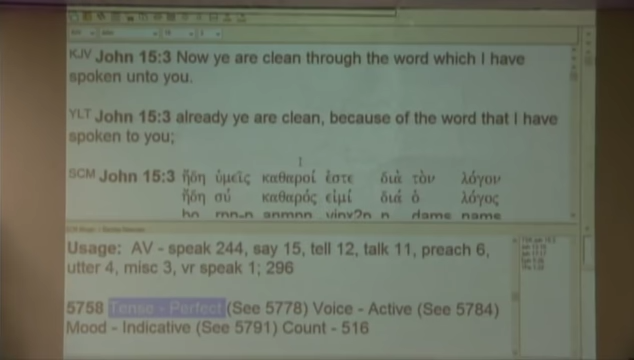 KJV John 15:3 Now ye are clean through the word which I have
spoken unto you.
YLT John 15:3 already ye are clean, because of the word that I have
spoken to you;
SCM John 15:3 ἤδη ὑμεῖς καθαροί ἐστε διὰ τὸν λόγον
ἤδη σύ καθαρός εἰμί διά ὁ λόγος
Usage: AV - speak 244, say 15, tell 12, talk 11, preach 6,
utter 4, misc 3, vr speak 1; 296
5758 Tense - Perfect (See 5778) Voice - Active (See 5784)
Mood - Indicative (See 5791) Count - 516